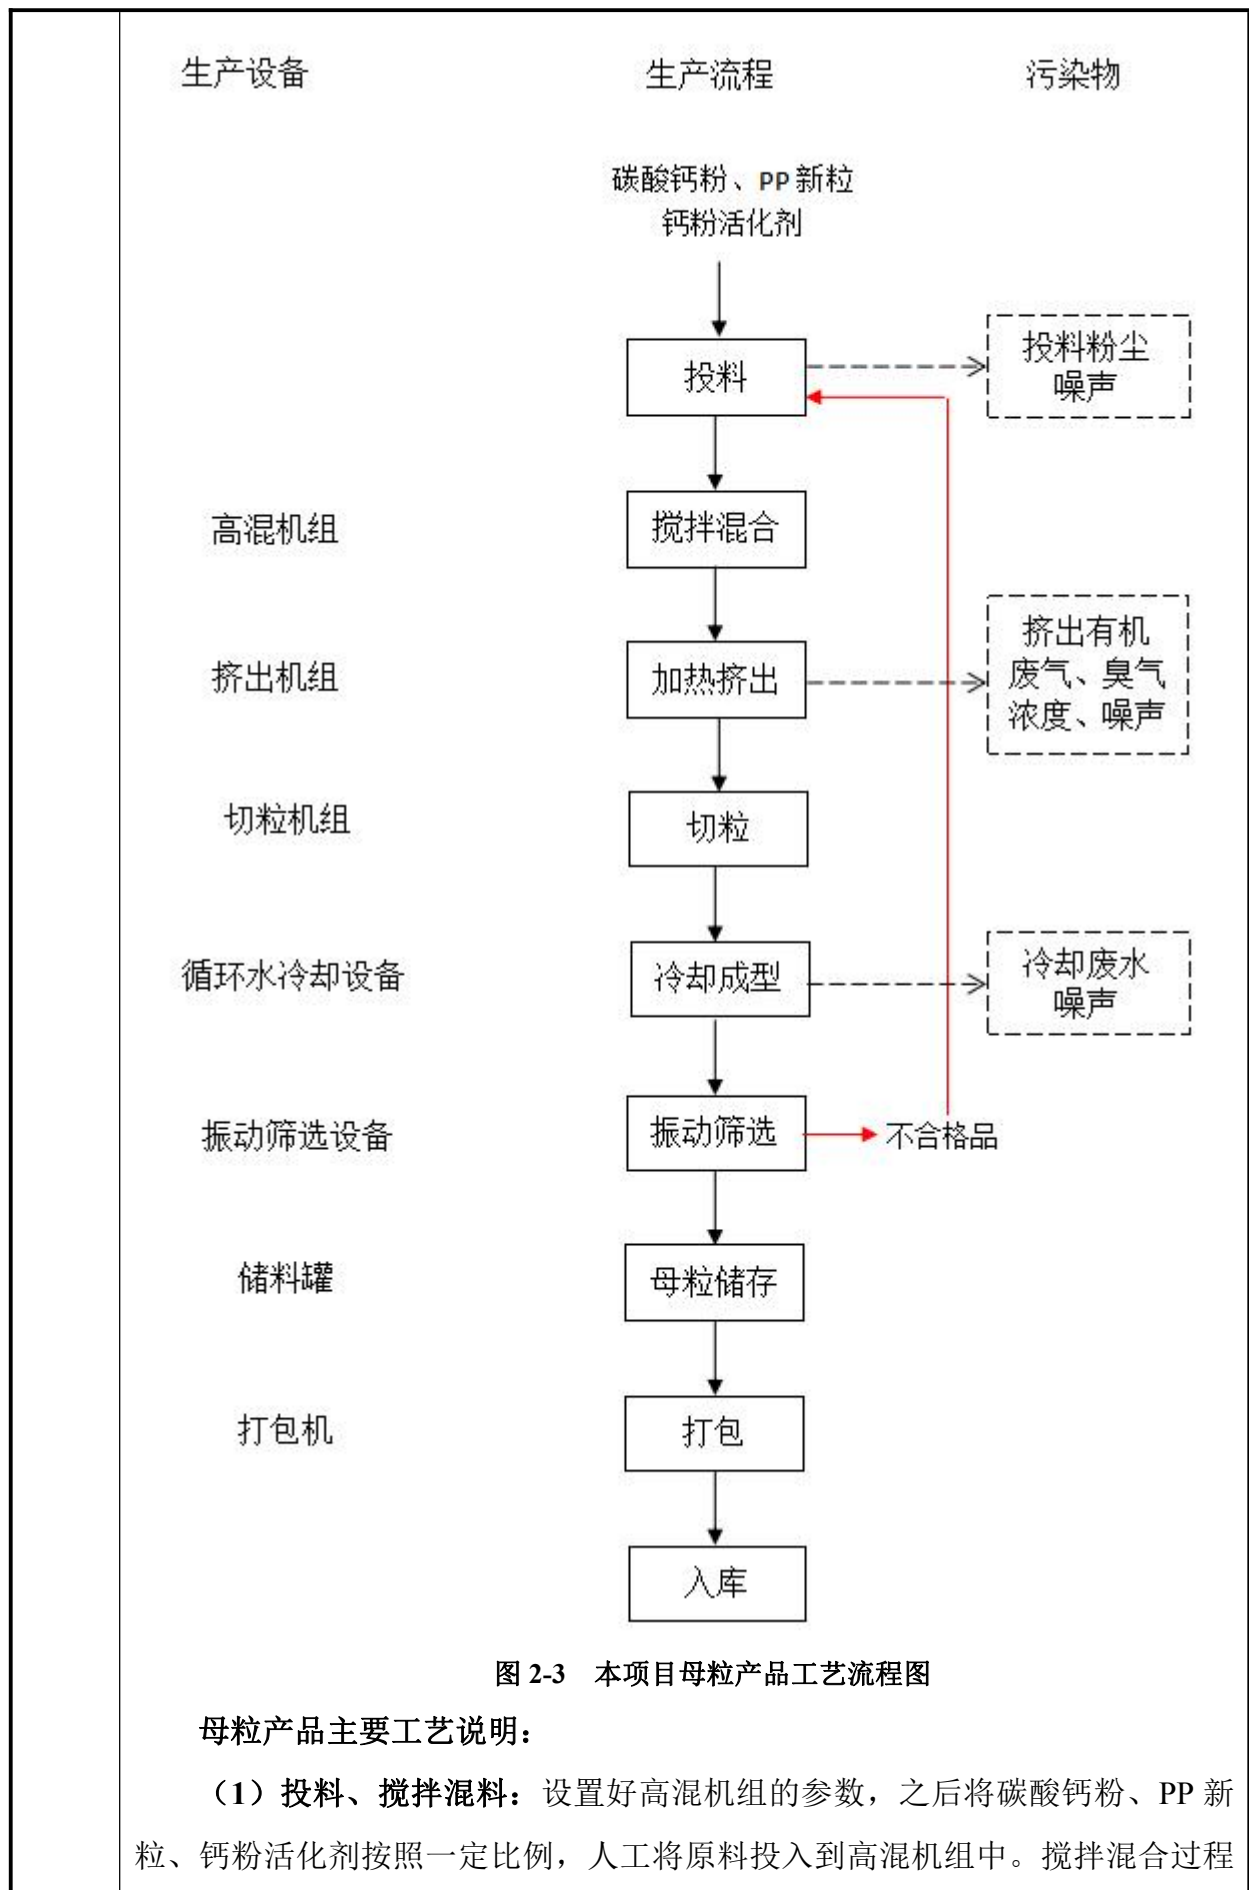 生产设备 生产流程 污染物
碳酸钙粉、PP新粒
钙粉活化剂
投料
投料粉尘
噪声
高混机组 搅拌混合
挤出机组 加热挤出
挤出有机
废气、臭气
浓度、噪声
切粒机组 切粒
循环水冷却设备 冷却成型
冷却废水
噪声
振动筛选设备 振动筛选 不合格品
储料罐 母粒储存
打包机 打包
入库
图 2-3 本项目母粒产品工艺流程图
母粒产品主要工艺说明：
（1）投料、搅拌混料：设置好高混机组的参数，之后将碳酸钙粉、PP 新
粒、钙粉活化剂按照一定比例，人工将原料投入到高混机组中。搅拌混合过程